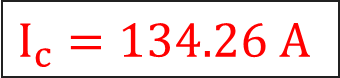 I_c = 134.26 A